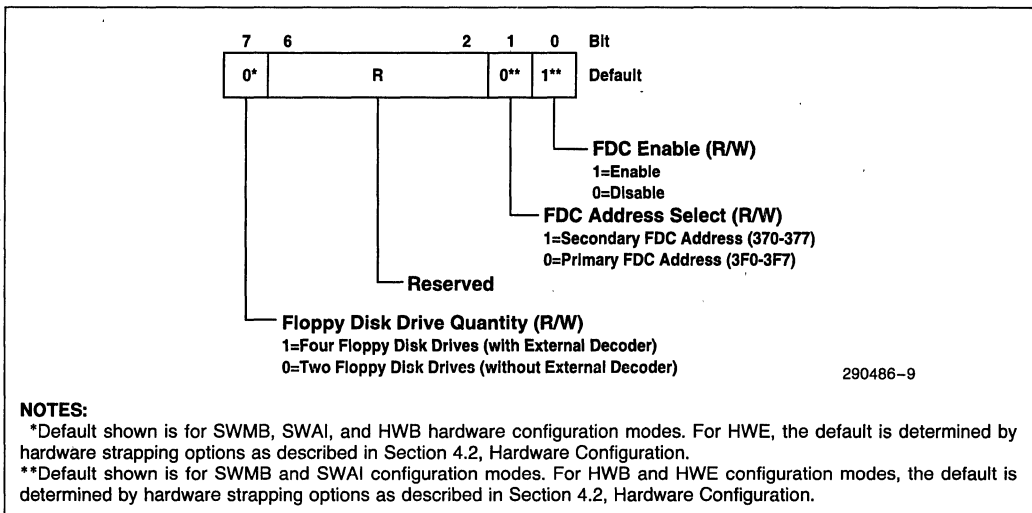 7 6 2 1 0 Bit
0* R 0** 1** Default
FDC Enable (R/W)
1=Enable
0=Disable
FDC Address Select (R/W)
1=Secondary FDC Address (370-377)
0=Primary FDC Address (3F0-3F7)
Reserved
Floppy Disk Drive Quantity (R/W)
1=Four Floppy Disk Drives (with External Decoder)
0=Two Floppy Disk Drives (without External Decoder)
290486-9
NOTES:
*Default shown is for SWMB, SWAI, and HWB hardware configuration modes. For HWE, the default is determined by
hardware strapping options as described in Section 4.2, Hardware Configuration.
**Default shown is for SWMB and SWAI configuration modes. For HWB and HWE configuration modes, the default is
determined by hardware strapping options as described in Section 4.2, Hardware Configuration.